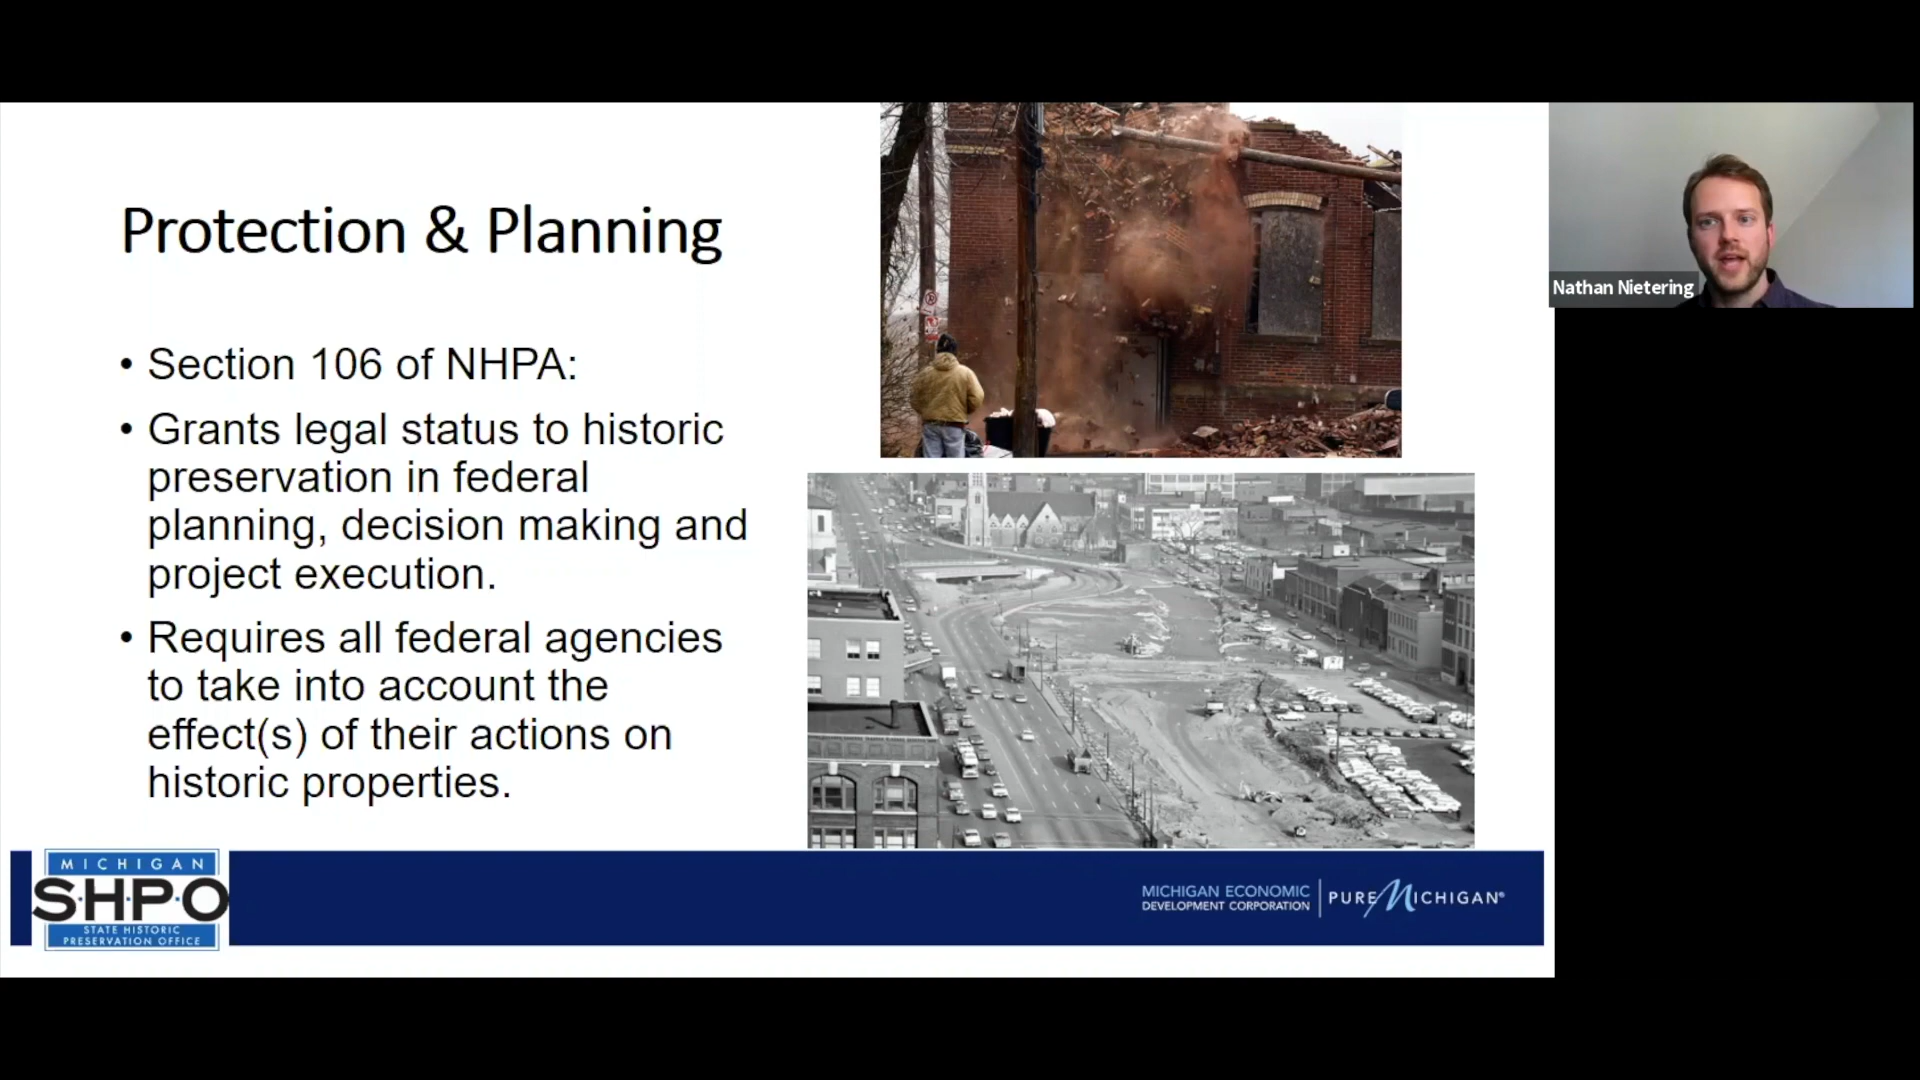 Protection & Planning
• Section 106 of NHPA:
• Grants legal status to historic
preservation in federal
planning, decision making and
project execution.
• Requires all federal agencies
to take into account the
effect(s) of their actions on
historic properties.
Nathan Nietering
MICHIGAN
S·H·P·O
STATE HISTORIC
PRESERVATION OFFICE
MICHIGAN ECONOMIC
DEVELOPMENT CORPORATION
PURE MICHIGAN®